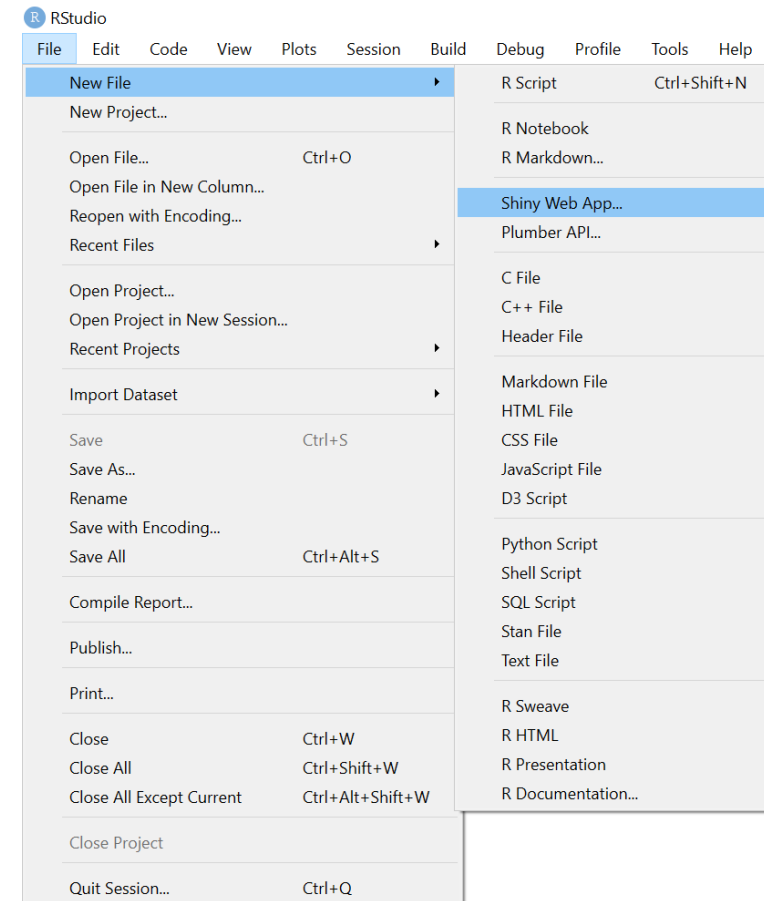 R RStudio
File Edit Code View Plots Session Build Debug Profile Tools Help
New File
New Project...
Open File... Ctrl+O
Open File in New Column...
Reopen with Encoding...
Recent Files
Open Project...
Open Project in New Session...
Recent Projects
Import Dataset
Save Ctrl+S
Save As...
Rename
Save with Encoding...
Save All Ctrl+Alt+S
Compile Report...
Publish...
Print...
Close Ctrl+W
Close All Ctrl+Shift+W
Close All Except Current Ctrl+Alt+Shift+W
Close Project
Quit Session... Ctrl+Q
R Script Ctrl+Shift+N
R Notebook
R Markdown...
Shiny Web App...
Plumber API...
C File
C++ File
Header File
Markdown File
HTML File
CSS File
JavaScript File
D3 Script
Python Script
Shell Script
SQL Script
Stan File
Text File
R Sweave
R HTML
R Presentation
R Documentation...